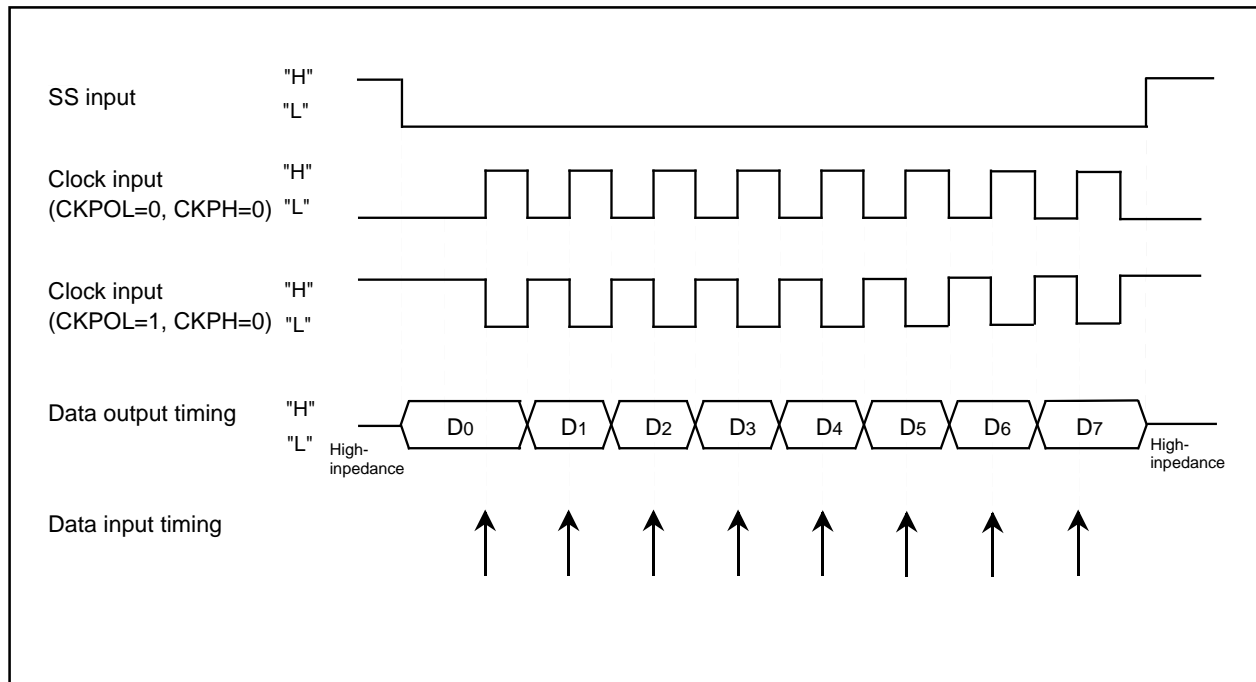 SS input
"H"
"L"
Clock input
(CKPOL=0, CKPH=0)
"H"
"L"
Clock input
(CKPOL=1, CKPH=0)
"H"
"L"
Data output timing
"H"
"L"
High-
inpedance
D0 D1 D2 D3 D4 D5 D6 D7
High-
inpedance
Data input timing